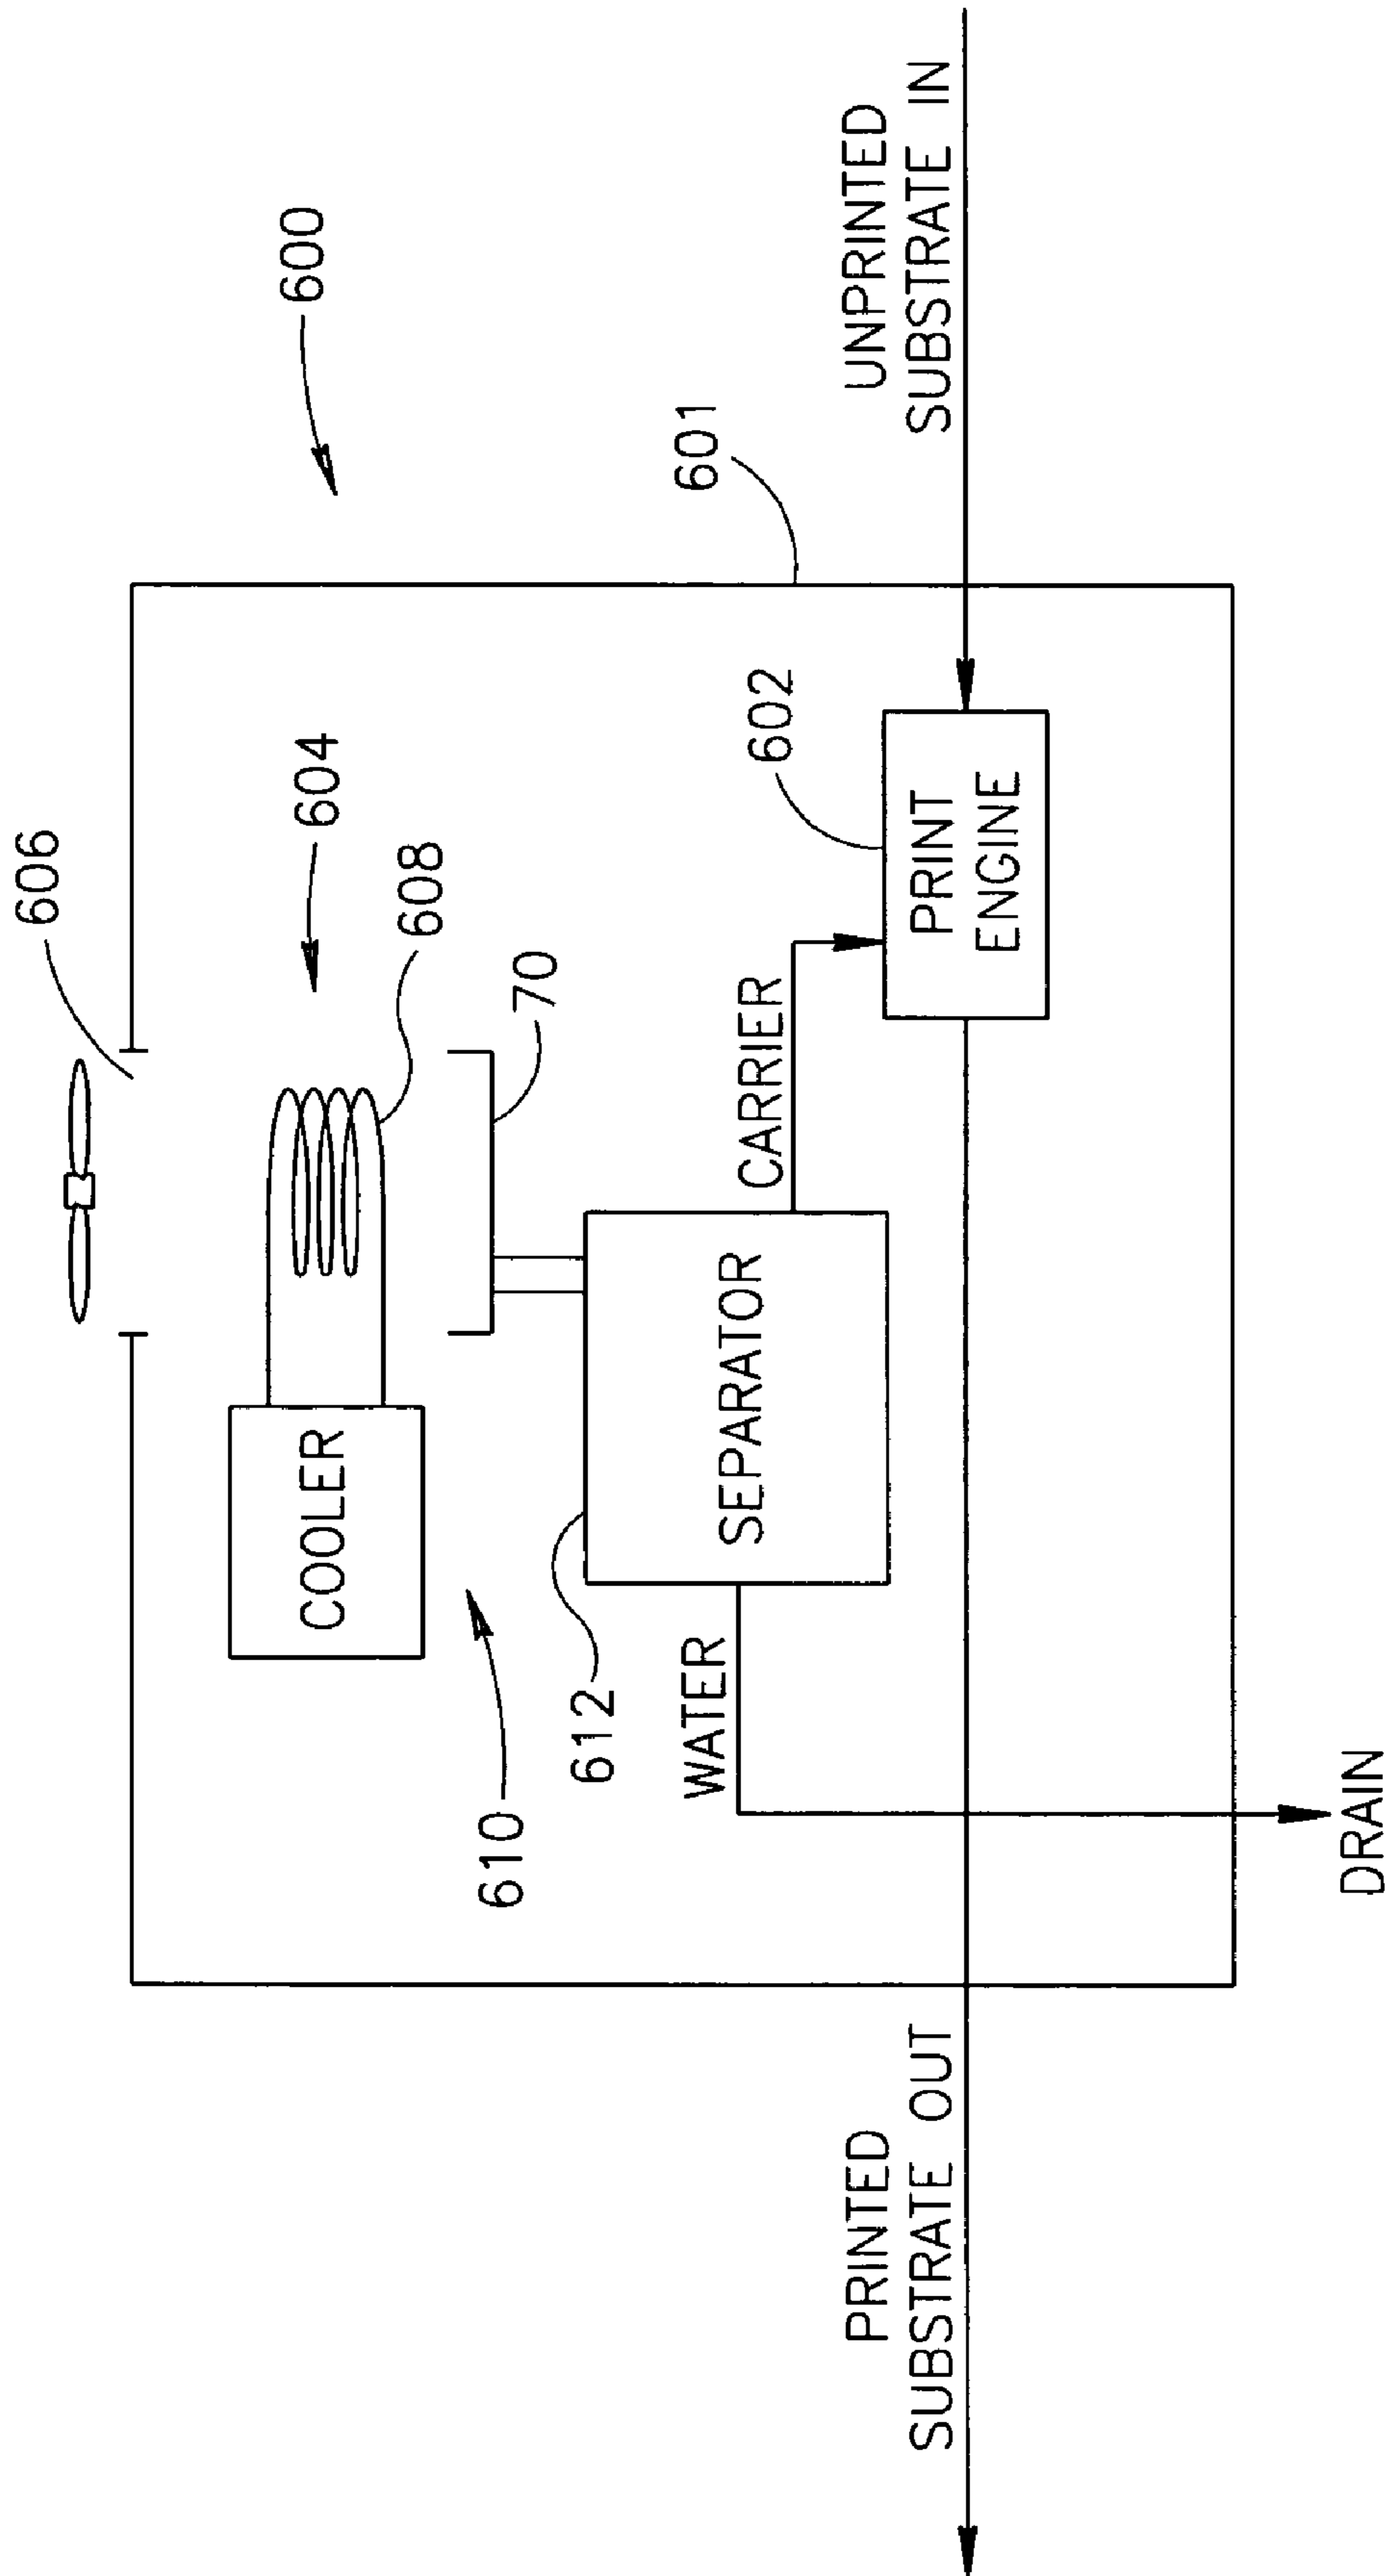 606
600
604
COOLER
608
70
610
601
612
SEPARATOR
WATER
CARRIER
602
PRINT
ENGINE
PRINTED
SUBSTRATE OUT
UNPRINTED
SUBSTRATE IN
DRAIN